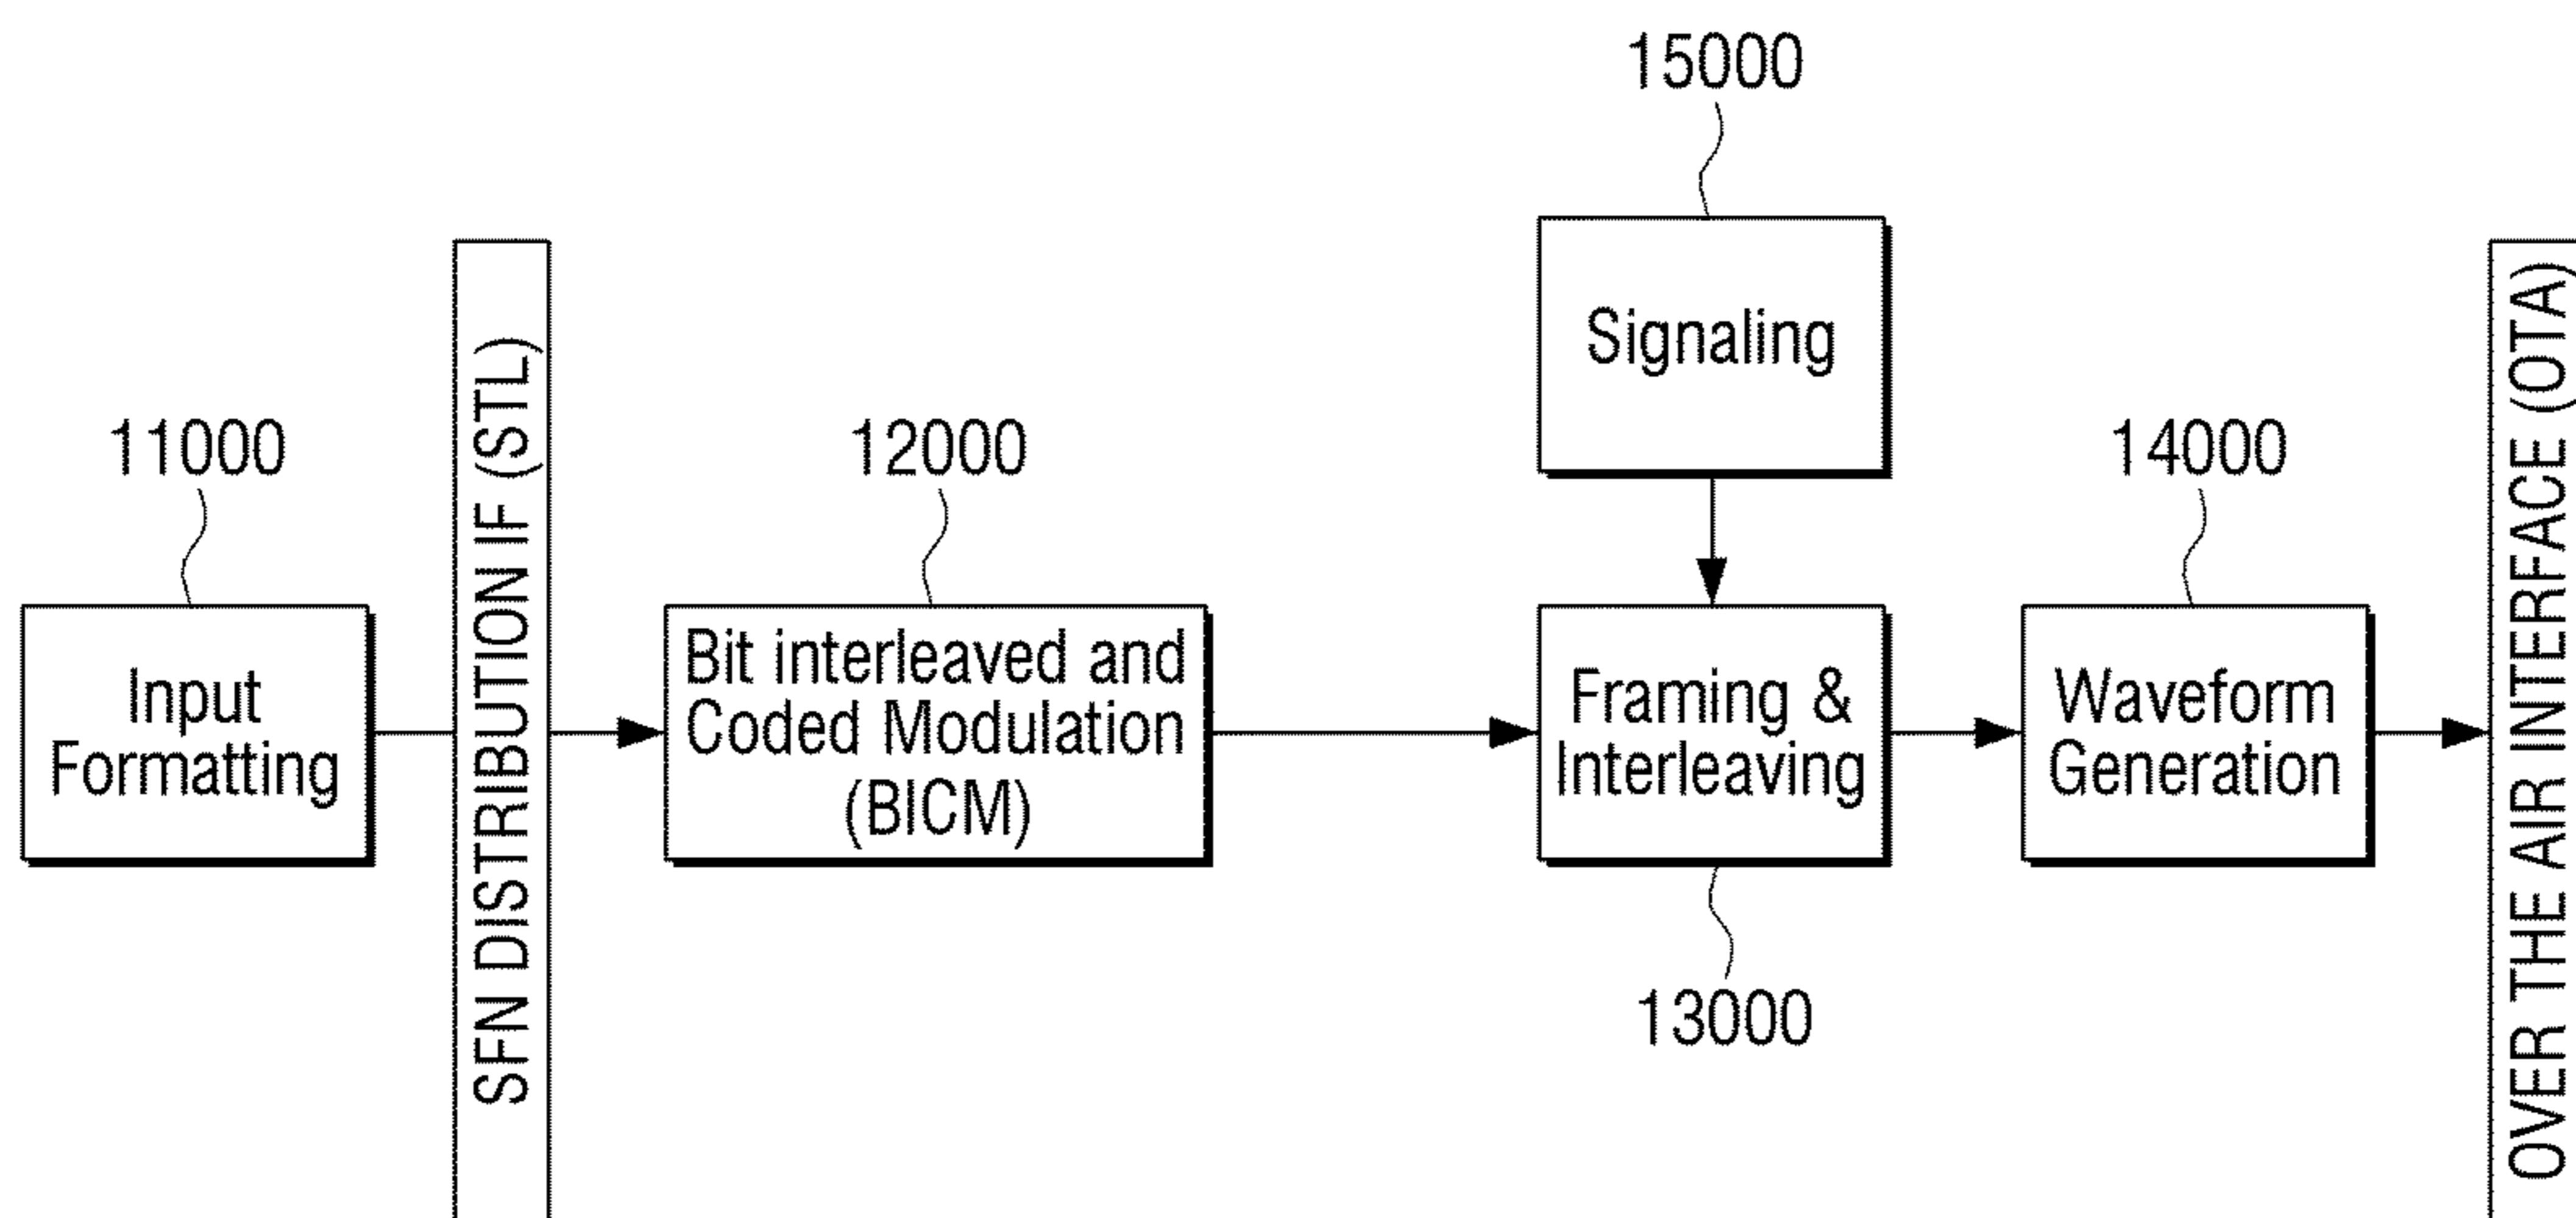 15000
Signaling
11000
12000
14000
Input
Formatting
SFN DISTRIBUTION IF (STL)
Bit interleaved and
Coded Modulation
(BICM)
Framing &
Interleaving
Waveform
Generation
OVER THE AIR INTERFACE (OTA)
13000